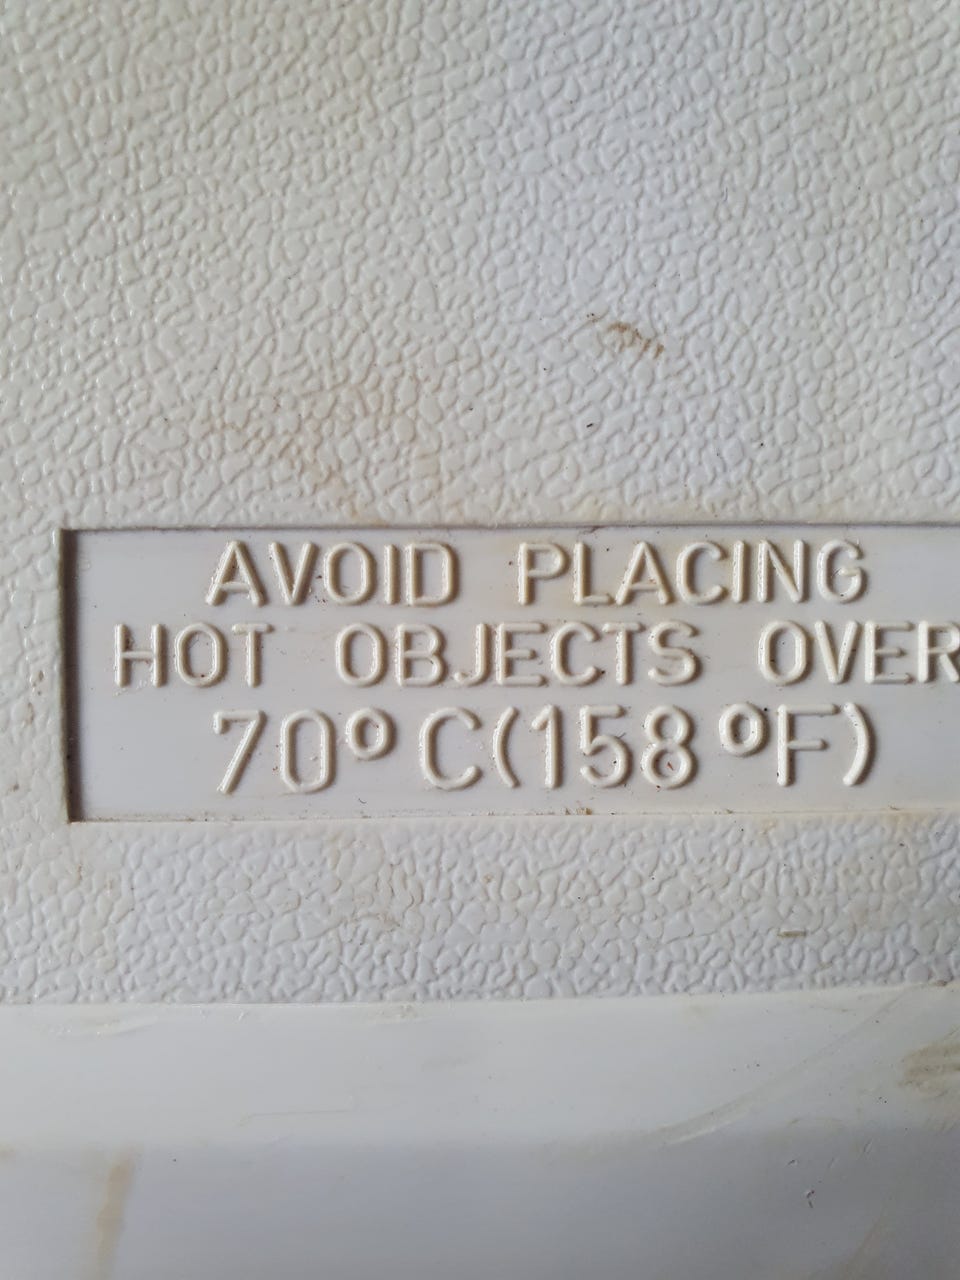 AVOID PLACING
HOT OBJECTS OVER
70°C(158°F)